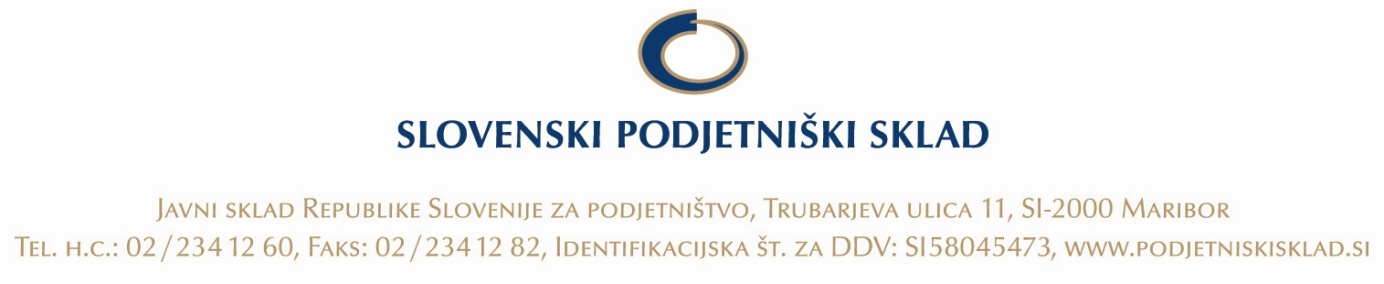 SLOVENSKI PODJETNIŠKI SKLAD
JAVNI SKLAD REPUBLIKE SLOVENIJE ZA PODJETNIŠTVO, TRUBARJEVA ULICA 11, SI-2000 MARIBOR
TEL. H.C.: 02/234 12 60, FAKS: 02/234 12 82, IDENTIFIKACIJSKA ŠT. ZA DDV: SI58045473, WWW.PODJETNISKISKLAD.SI